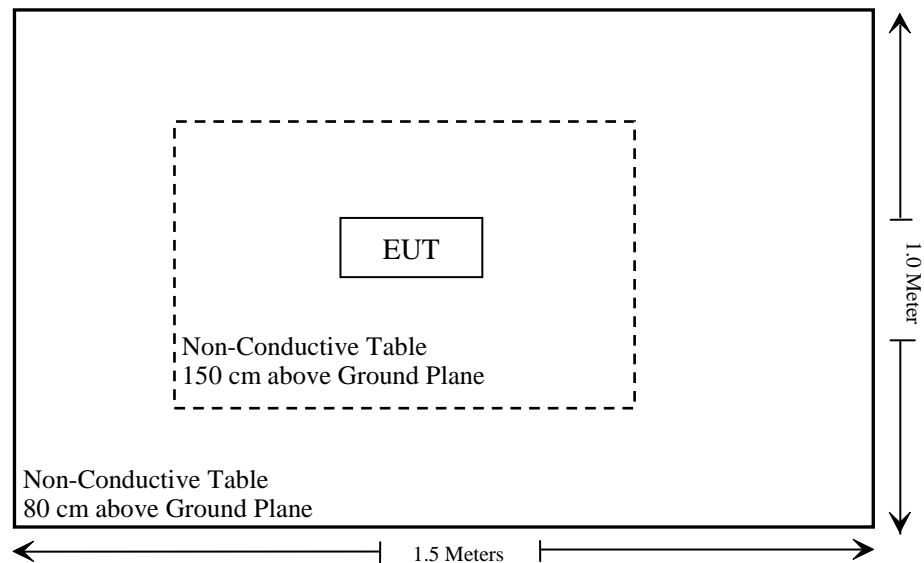 EUT
Non-Conductive Table
150 cm above Ground Plane
Non-Conductive Table
80 cm above Ground Plane
1.0 Meter
1.5 Meters